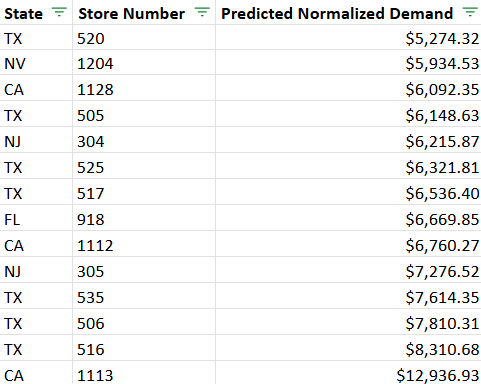 State Store Number Predicted Normalized Demand
TX 520 $5,274.32
NV 1204 $5,934.53
CA 1128 $6,092.35
TX 505 $6,148.63
NJ 304 $6,215.87
TX 525 $6,321.81
TX 517 $6,536.40
FL 918 $6,669.85
CA 1112 $6,760.27
NJ 305 $7,276.52
TX 535 $7,614.35
TX 506 $7,810.31
TX 516 $8,310.68
CA 1113 $12,936.93